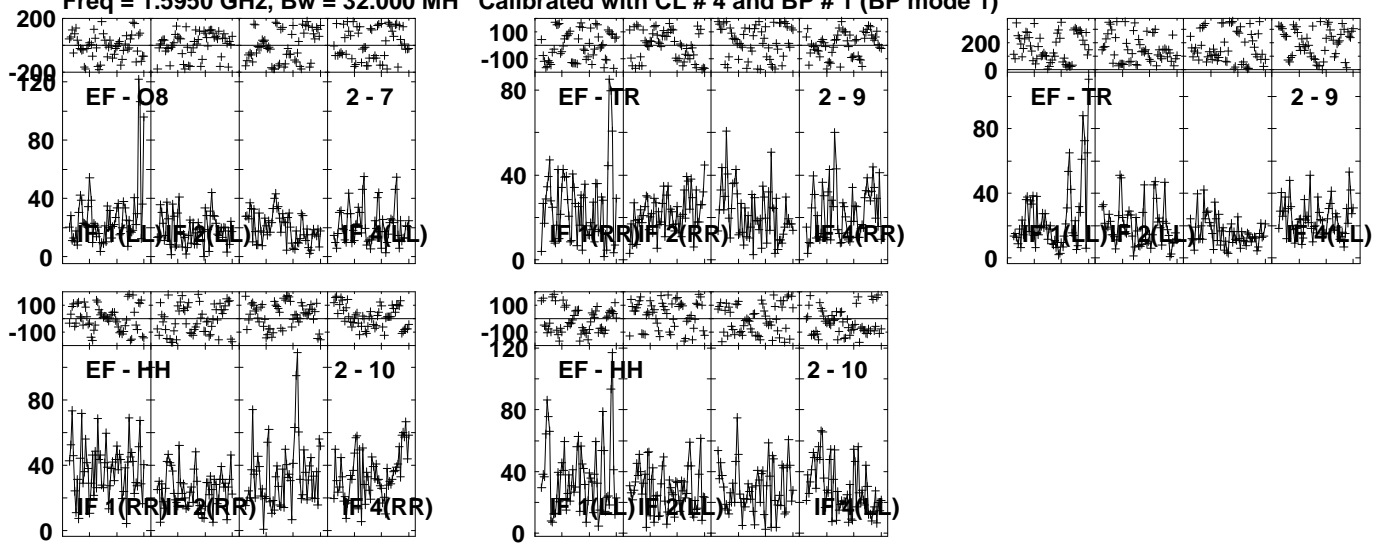 Freq = 1.5950 GHz, Bw = 32.000 MH Calibrated with CL # 4 and BP # 1 (BP mode 1)
200
-200
120
80
40
0
EF - O8 2 - 7
IF 1(LL) IF 2(LL) IF 4(LL)
100
-100
80
40
0
EF - TR 2 - 9
IF 1(RR) IF 2(RR) IF 4(RR)
200
0
80
40
0
EF - TR 2 - 9
IF 1(LL) IF 2(LL) IF 4(LL)
100
-100
80
40
0
EF - HH 2 - 10
IF 1(RR) IF 2(RR) IF 4(RR)
100
-100
120
80
40
0
EF - HH 2 - 10
IF 1(LL) IF 2(LL) IF 4(LL)